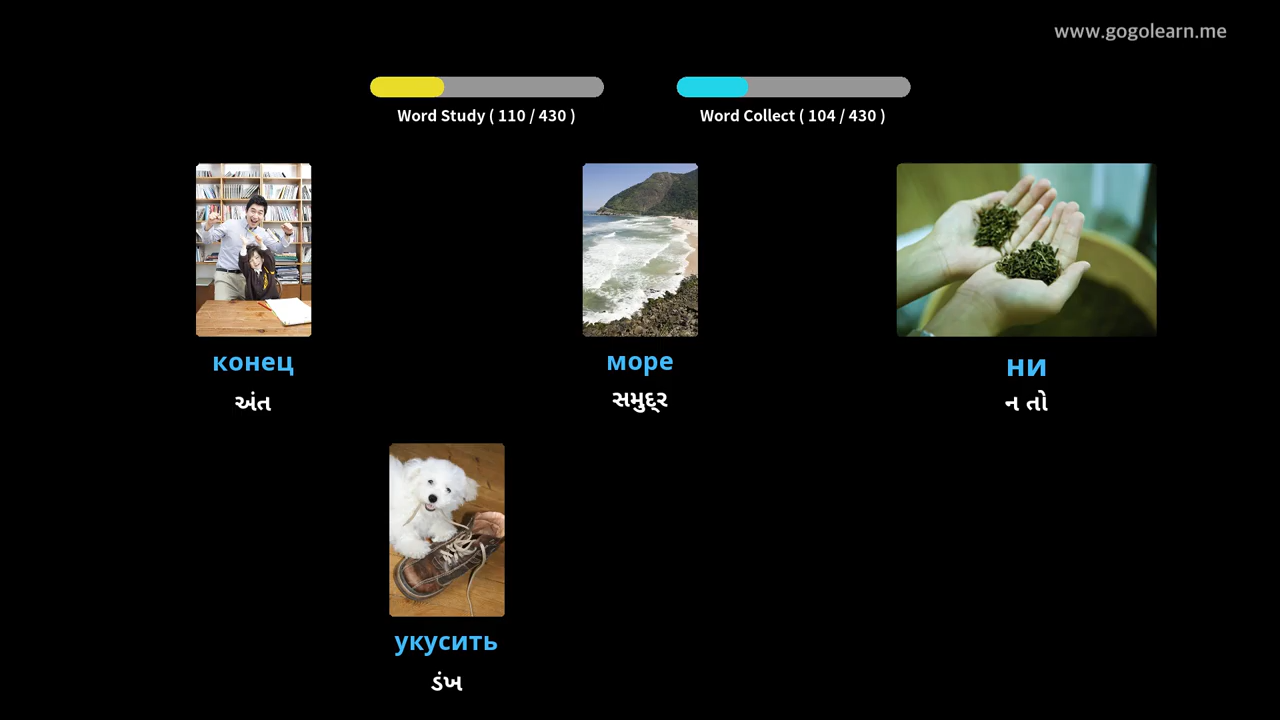 www.gogolearn.me
Word Study ( 110 / 430 )
Word Collect ( 104 / 430 )
конец
અંત
море
સમુદ્ર
ни
ન તો
укусить
ડંખ